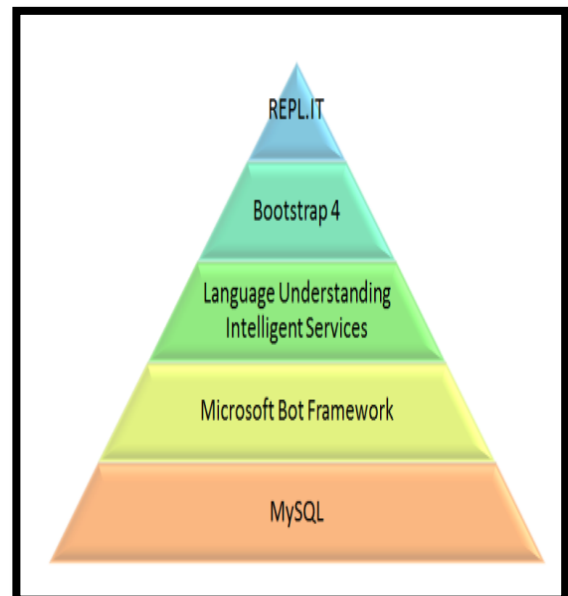 REPL.IT
Bootstrap 4
Language Understanding
Intelligent Services
Microsoft Bot Framework
MySQL